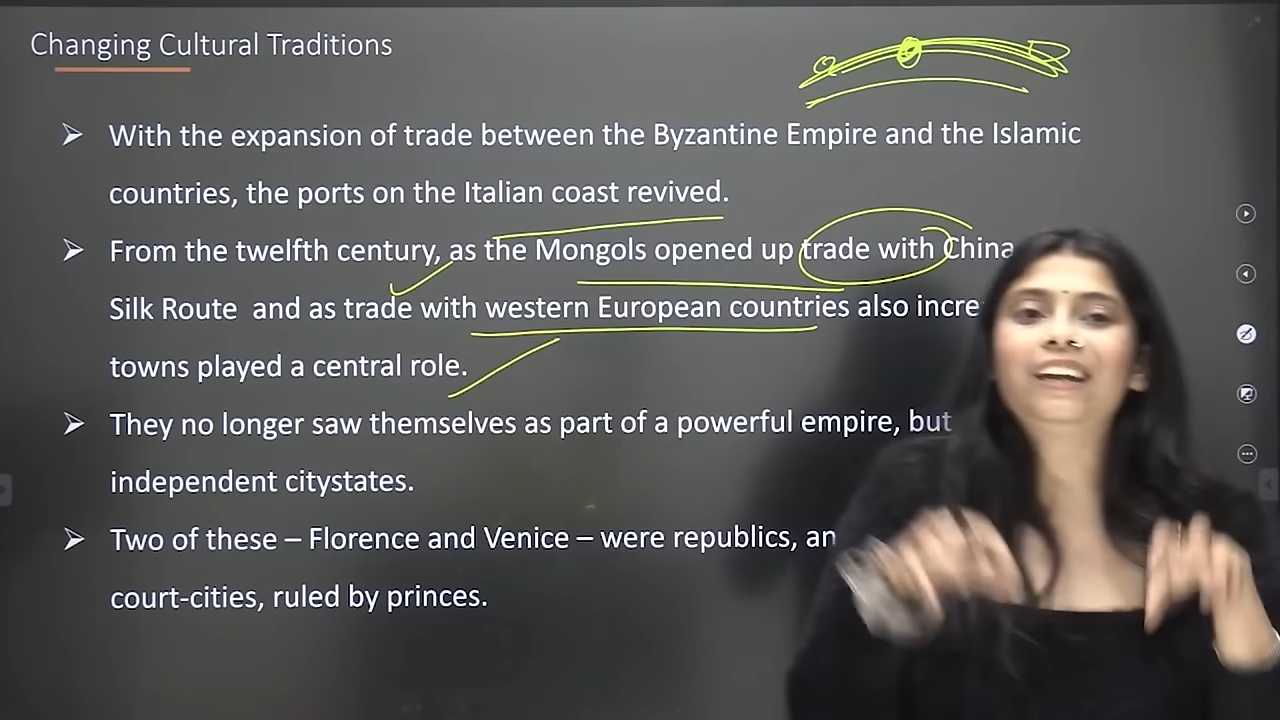 Changing Cultural Traditions
➤ With the expansion of trade between the Byzantine Empire and the Islamic
countries, the ports on the Italian coast revived.
➤ From the twelfth century, as the Mongols opened up trade with China
Silk Route and as trade with western European countries also
towns played a central role.
➤ They no longer saw themselves as part of a powerful empire, but
independent citystates.
➤ Two of these – Florence and Venice – were republics,
court-cities, ruled by princes.